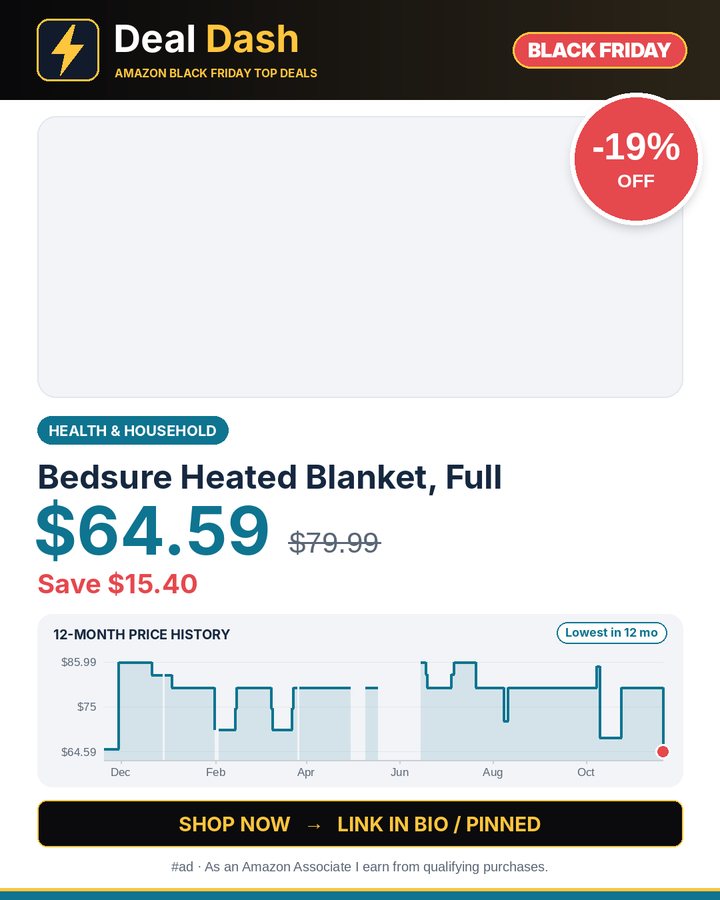 Deal Dash
AMAZON BLACK FRIDAY TOP DEALS
BLACK FRIDAY
-19%
OFF
HEALTH & HOUSEHOLD
Bedsure Heated Blanket, Full
$64.59 $79.99
Save $15.40
12-MONTH PRICE HISTORY
Lowest in 12 mo
$85.99
$75
$64.59
Dec Feb Apr Jun Aug Oct
SHOP NOW → LINK IN BIO / PINNED
#ad · As an Amazon Associate I earn from qualifying purchases.